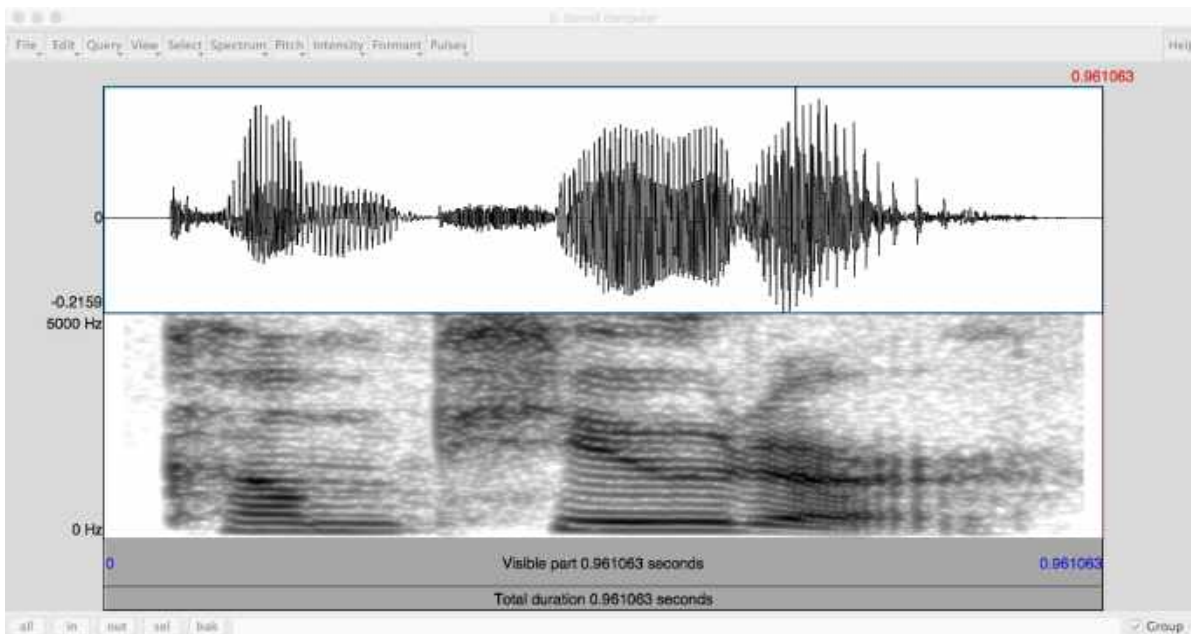 File Edit Query View Select Spectrum Pitch Intensity Formant Pulses Help
0.961063
0
-0.2159
5000 Hz
0 Hz
0 Visible part 0.961063 seconds 0.961063
Total duration 0.961063 seconds
all in out sel bak Group